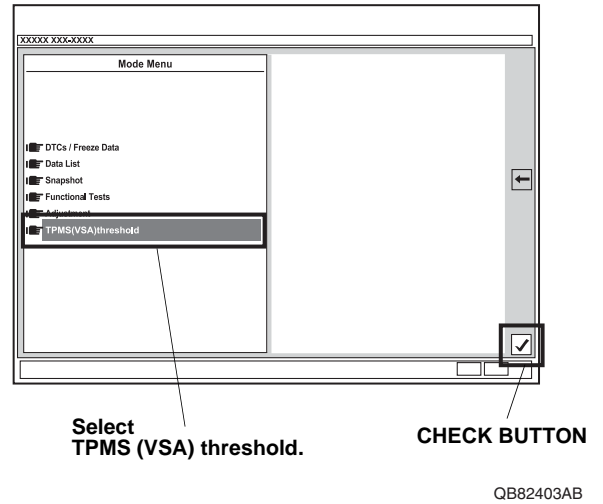 XXXXX XXX-XXXX
Mode Menu
DTCs / Freeze Data
Data List
Snapshot
Functional Tests
Adjustment
TPMS(VSA)threshold
Select
TPMS (VSA) threshold.
CHECK BUTTON
QB82403AB